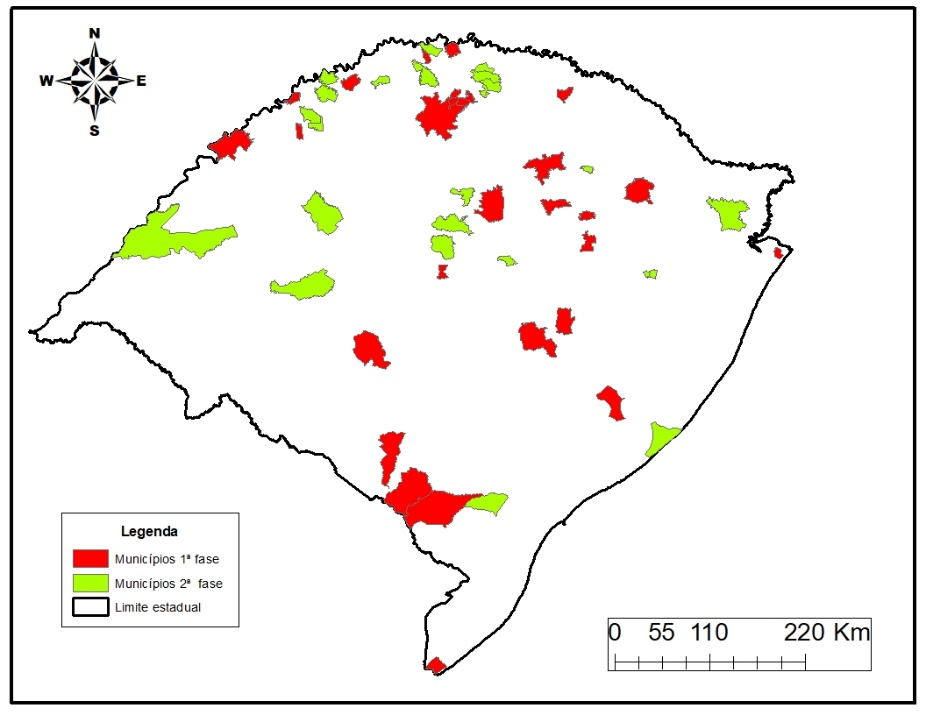 N
W E
S
Legenda
Municípios 1ª fase
Municípios 2ª fase
Limite estadual
0 55 110 220 Km